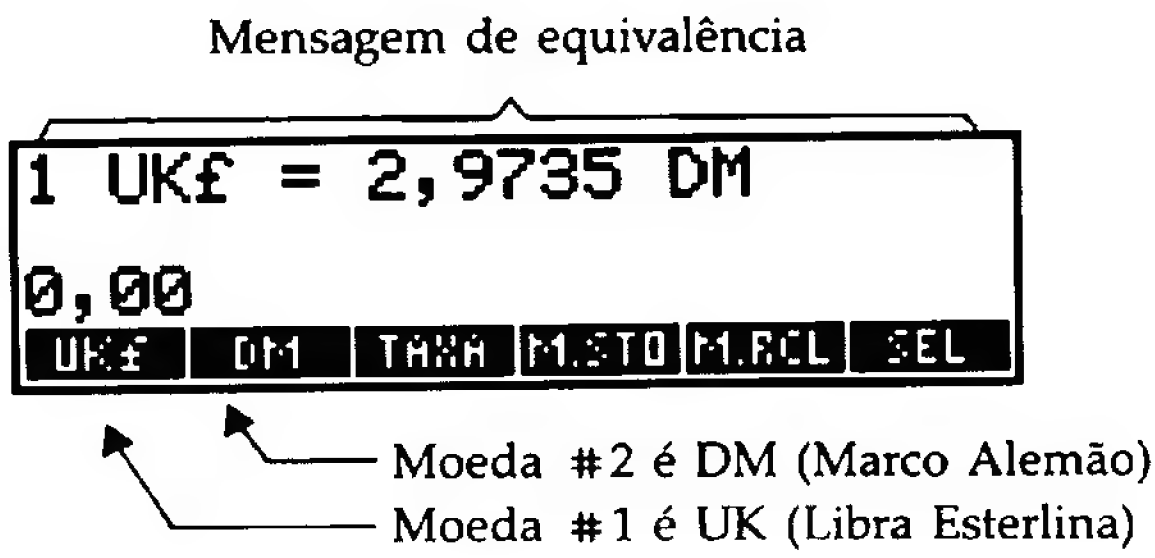 Mensagem de equivalência
1 UK£ = 2,9735 DM
0,00
UK£ DM TAXA M.STO M.RCL SEL
Moeda #2 é DM (Marco Alemão)
Moeda #1 é UK (Libra Esterlina)